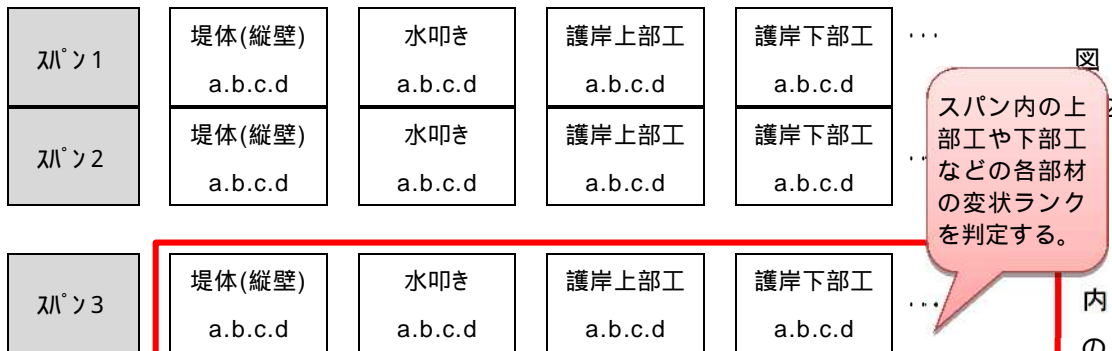 ｽﾊﾟﾝ1
堤体(縦壁)
a.b.c.d
水叩き
a.b.c.d
護岸上部工
a.b.c.d
護岸下部工
a.b.c.d
...
ｽﾊﾟﾝ2
堤体(縦壁)
a.b.c.d
水叩き
a.b.c.d
護岸上部工
a.b.c.d
護岸下部工
a.b.c.d
図
スパン内の上
部工や下部工
などの各部材
の変状ランク
を判定する。
ｽﾊﾟﾝ3
堤体(縦壁)
a.b.c.d
水叩き
a.b.c.d
護岸上部工
a.b.c.d
護岸下部工
a.b.c.d
...
内
の